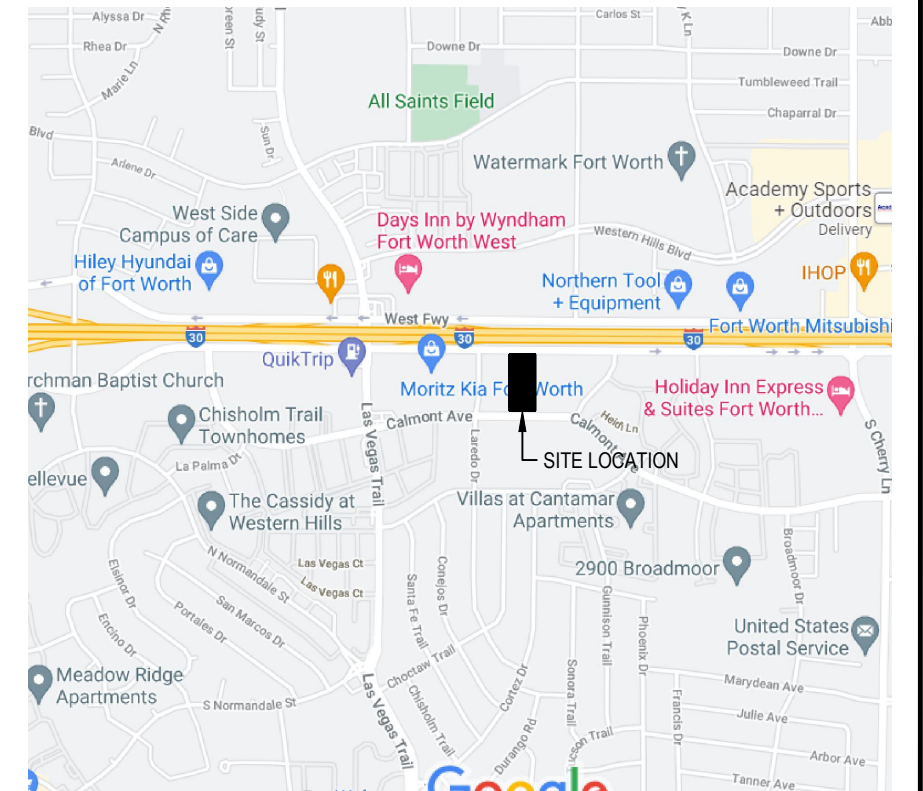 Alyssa Dr
Carlos St
Abb
Rhea Dr
Downe Dr
Downe Dr
Marie Ln
Tumbleweed Trail
All Saints Field
Chaparral Dr
Blvd
Sun Dr
Arlene Dr
Watermark Fort Worth
Academy Sports
+ Outdoors
Delivery
West Side
Campus of Care
Days Inn by Wyndham
Fort Worth West
Western Hills Blvd
Hiley Hyundai
of Fort Worth
Northern Tool
+ Equipment
IHOP
West Fwy
30
30
30
Fort Worth Mitsubishi
QuikTrip
rchman Baptist Church
Moritz Kia Fo
Worth
Holiday Inn Express
& Suites Fort Worth...
Chisholm Trail
Townhomes
Calmont Ave
Calmont
Helen Ln
S Cherry Ln
Las Vegas Trail
Laredo Dr
SITE LOCATION
La Palma Dr
ellevue
The Cassidy at
Western Hills
Villas at Cantamar
Apartments
Broadmoor Dr
Las Vegas Ct
Las Vegas Ct
2900 Broadmoor
N Normandale St
Elsinor Dr
Santa Fe Trail
Conejos Dr
Gunnison Trail
San Marcos Dr
Portales Dr
Encino Dr
Phoenix Dr
United States
Postal Service
Meadow Ridge
Apartments
Choctaw Trail
Cortez Dr
Sonora Trail
Marydean Ave
S Normandale St
Las Vegas Trail
Chisholm Trail
Francis Dr
Julie Ave
Durango Rd
cson Trail
Arbor Ave
Tanner Ave
Google